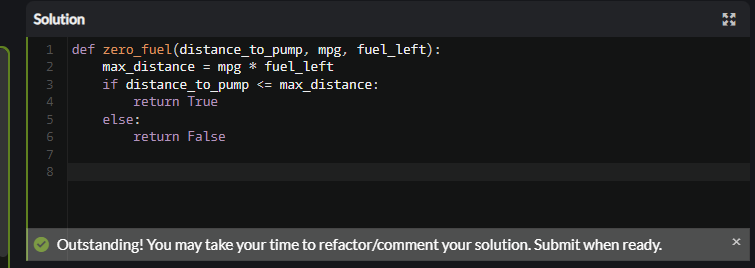 Solution
1 def zero_fuel(distance_to_pump, mpg, fuel_left):
2     max_distance = mpg * fuel_left
3     if distance_to_pump <= max_distance:
4         return True
5     else:
6         return False
7
8
Outstanding! You may take your time to refactor/comment your solution. Submit when ready. ×